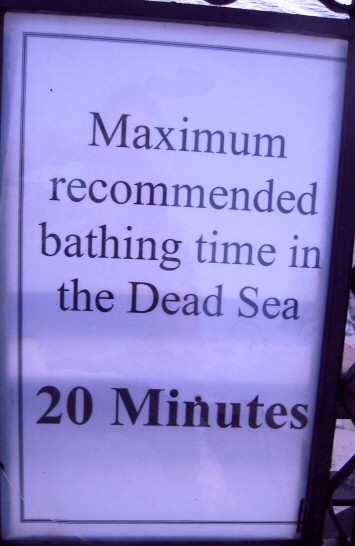 Maximum
recommended
bathing time in
the Dead Sea
20 Minutes